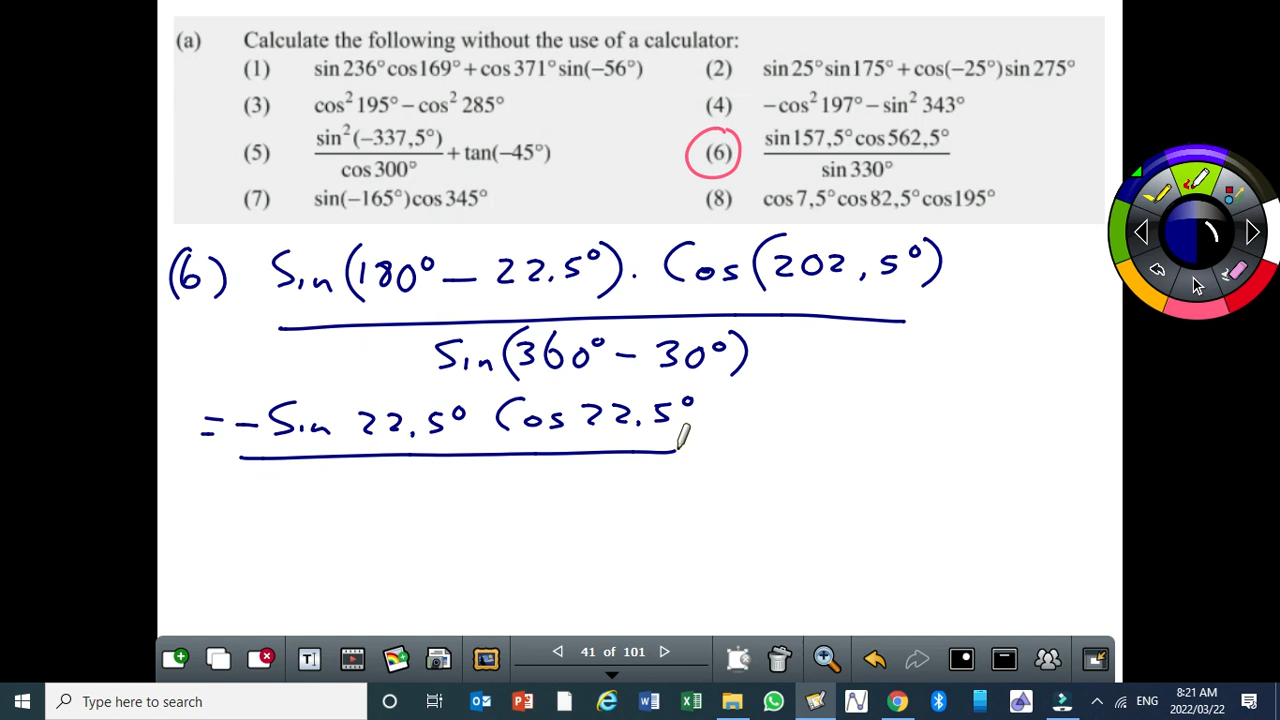 (a) Calculate the following without the use of a calculator:
(1) sin 236° cos 169° + cos 371° sin(−56°) (2) sin 25° sin 175° + cos(−25°) sin 275°
(3) cos² 195° − cos² 285° (4) −cos² 197° − sin² 343°
(5) sin²(−337,5°) / cos 300° + tan(−45°) (6) sin 157,5° cos 562,5° / sin 330°
(7) sin(−165°) cos 345° (8) cos 7,5° cos 82,5° cos 195°
(6) Sin(180° − 22.5°). Cos(202,5°)
Sin(360° − 30°)
= − Sin 22.5° Cos 22.5°
41 of 101
Type here to search
ENG
8:21 AM
2022/03/22